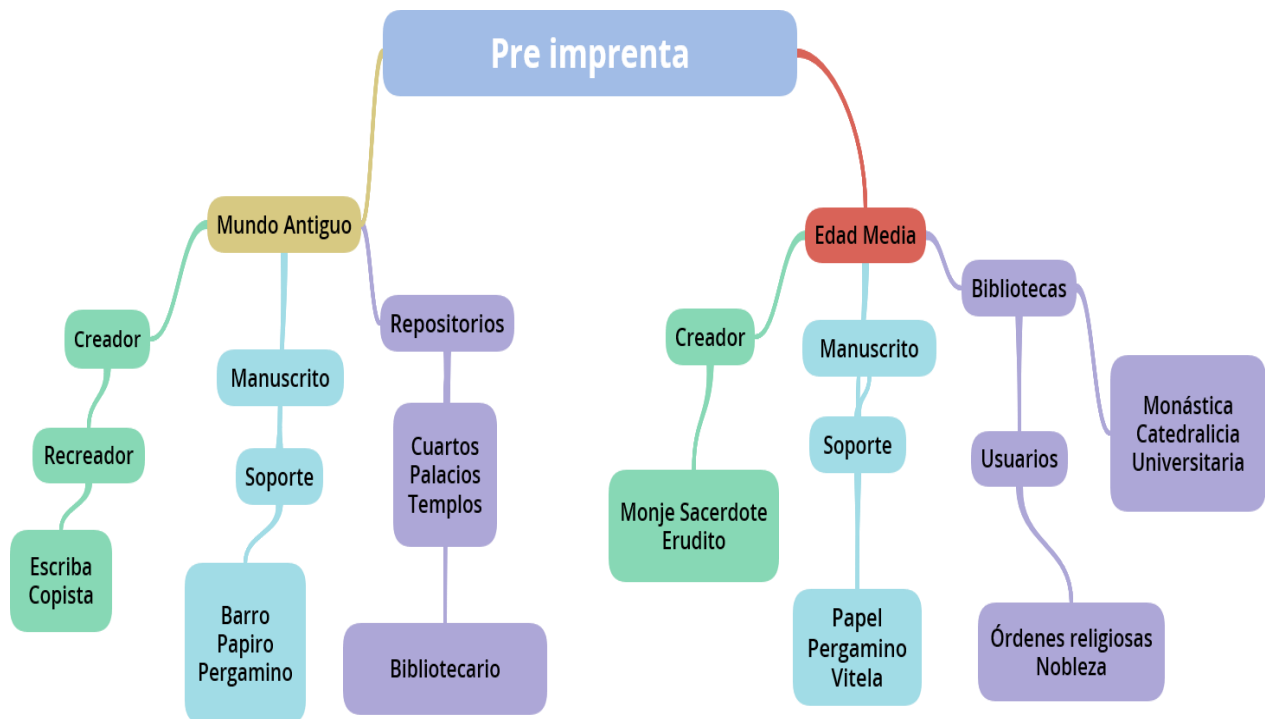 Pre imprenta
Mundo Antiguo
Creador
Recreador
Escriba
Copista
Manuscrito
Soporte
Barro
Papiro
Pergamino
Repositorios
Cuartos
Palacios
Templos
Bibliotecario
Edad Media
Creador
Monje Sacerdote
Erudito
Manuscrito
Soporte
Papel
Pergamino
Vitela
Bibliotecas
Usuarios
Órdenes religiosas
Nobleza
Monástica
Catedralicia
Universitaria